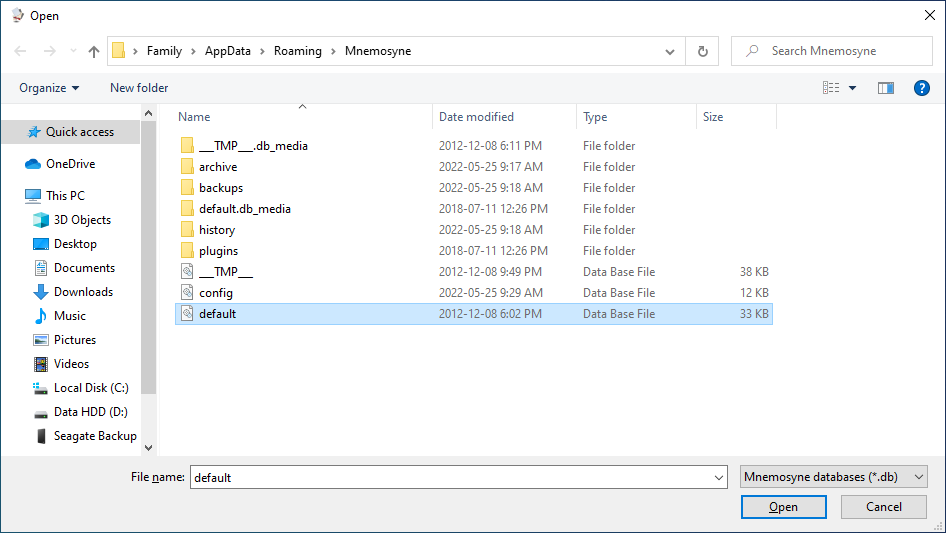 Open
Family > AppData > Roaming > Mnemosyne
Search Mnemosyne
Organize New folder
Name Date modified Type Size
Quick access
OneDrive
This PC
3D Objects
Desktop
Documents
Downloads
Music
Pictures
Videos
Local Disk (C:)
Data HDD (D:)
Seagate Backup
___TMP___.db_media 2012-12-08 6:11 PM File folder
archive 2022-05-25 9:17 AM File folder
backups 2022-05-25 9:18 AM File folder
default.db_media 2018-07-11 12:26 PM File folder
history 2022-05-25 9:18 AM File folder
plugins 2018-07-11 12:26 PM File folder
___TMP___ 2012-12-08 9:49 PM Data Base File 38 KB
config 2022-05-25 9:29 AM Data Base File 12 KB
default 2012-12-08 6:02 PM Data Base File 33 KB
File name: default Mnemosyne databases (*.db)
Open Cancel